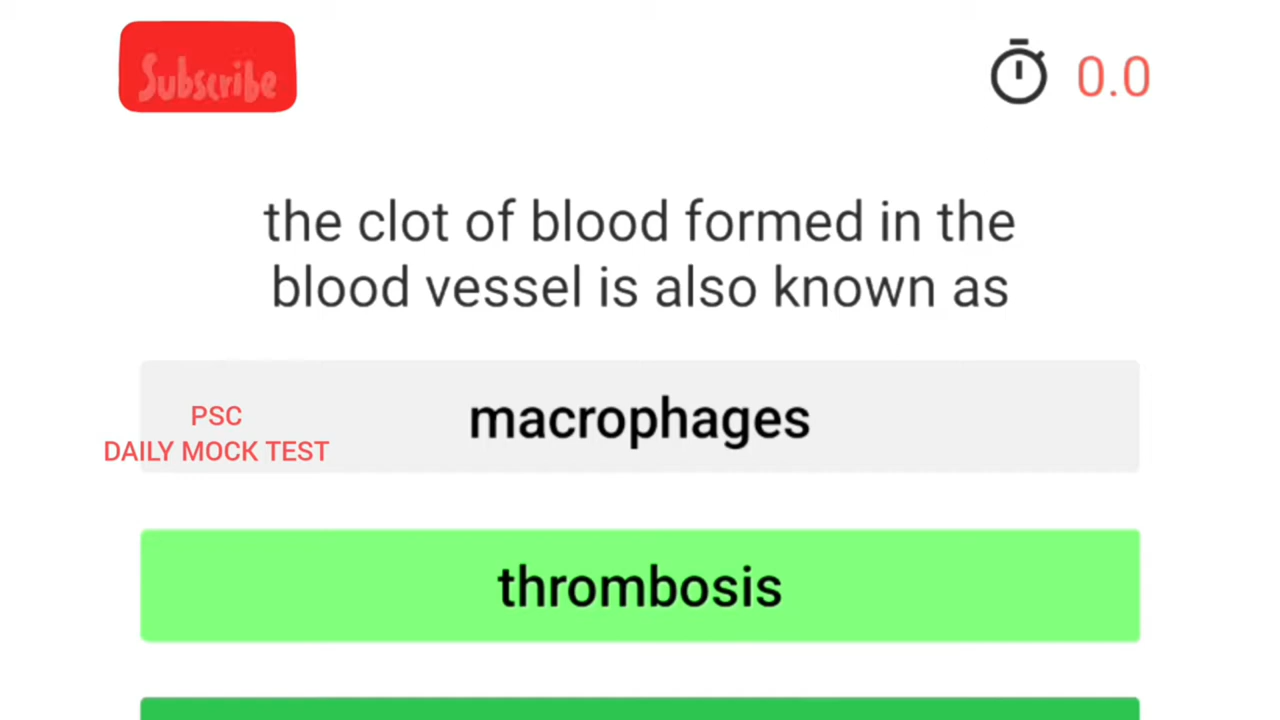 Subscribe
0.0
the clot of blood formed in the
blood vessel is also known as
macrophages
PSC
DAILY MOCK TEST
thrombosis